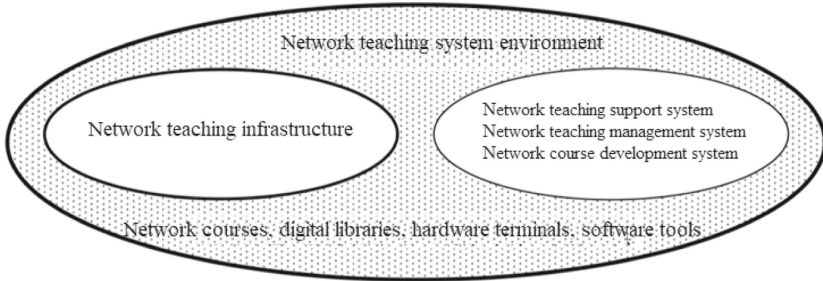 Network teaching system environment
Network teaching infrastructure
Network teaching support system
Network teaching management system
Network course development system
Network courses, digital libraries, hardware terminals, software tools